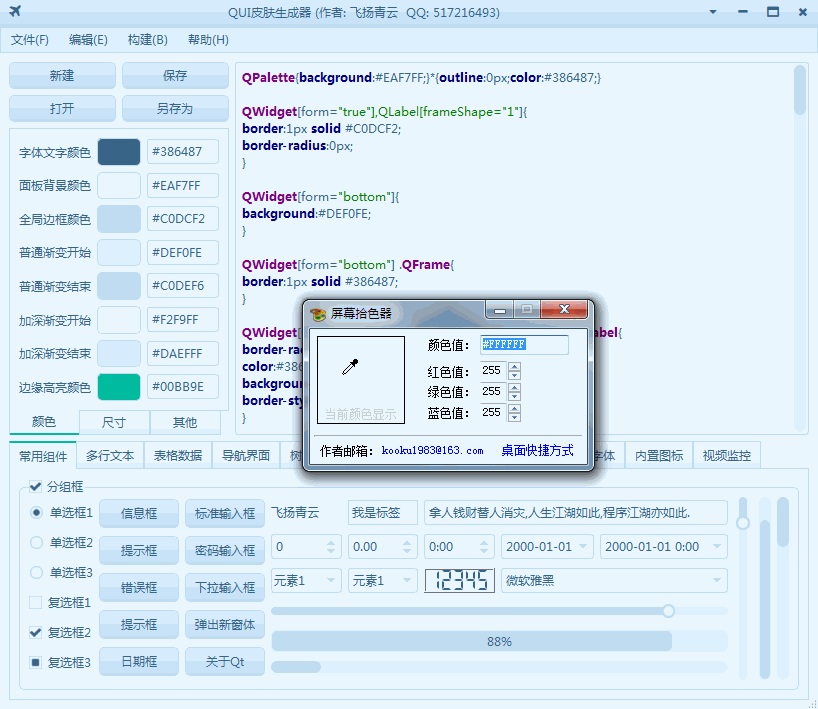 QUI皮肤生成器 (作者: 飞扬青云 QQ: 517216493)
文件(F) 编辑(E) 构建(B) 帮助(H)
新建 保存
打开 另存为
字体文字颜色 #386487
面板背景颜色 #EAF7FF
全局边框颜色 #C0DCF2
普通渐变开始 #DEF0FE
普通渐变结束 #C0DEF6
加深渐变开始 #F2F9FF
加深渐变结束 #DAEFFF
边缘高亮颜色 #00BB9E
颜色 尺寸 其他
QPalette{background:#EAF7FF;}*{outline:0px;color:#386487;}
QWidget[form="true"],QLabel[frameShape="1"]{
border:1px solid #C0DCF2;
border-radius:0px;
}
QWidget[form="bottom"]{
background:#DEF0FE;
}
QWidget[form="bottom"] .QFrame{
border:1px solid #386487;
}
border-ra
color:#386
backgrou
border-sty
}
屏幕拾色器
当前颜色显示
颜色值: #FFFFFF
红色值: 255
绿色值: 255
蓝色值: 255
作者邮箱: kooku1983@163.com 桌面快捷方式
常用组件 多行文本 表格数据 导航界面 内置图标 视频监控
分组框
单选框1 信息框 标准输入框 飞扬青云 我是标签 拿人钱财替人消灾,人生江湖如此,程序江湖亦如此.
单选框2 提示框 密码输入框 0 0.00 0:00 2000-01-01 2000-01-01 0:00
单选框3 错误框 下拉输入框 元素1 元素1 12345 微软雅黑
复选框1
复选框2 提示框 弹出新窗体
88%
复选框3 日期框 关于Qt